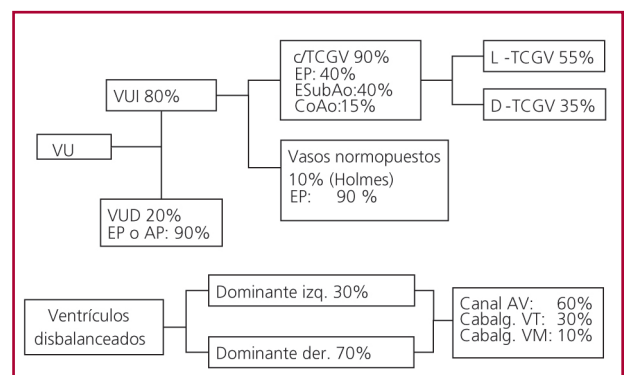 VU
VUI 80%
VUD 20%
EP o AP: 90%
c/TCGV 90%
EP: 40%
ESubAo:40%
CoAo:15%
L -TCGV 55%
D -TCGV 35%
Vasos normopuestos
10% (Holmes)
EP: 90 %
Ventrículos
disbalanceados
Dominante izq. 30%
Dominante der. 70%
Canal AV: 60%
Cabalg. VT: 30%
Cabalg. VM: 10%